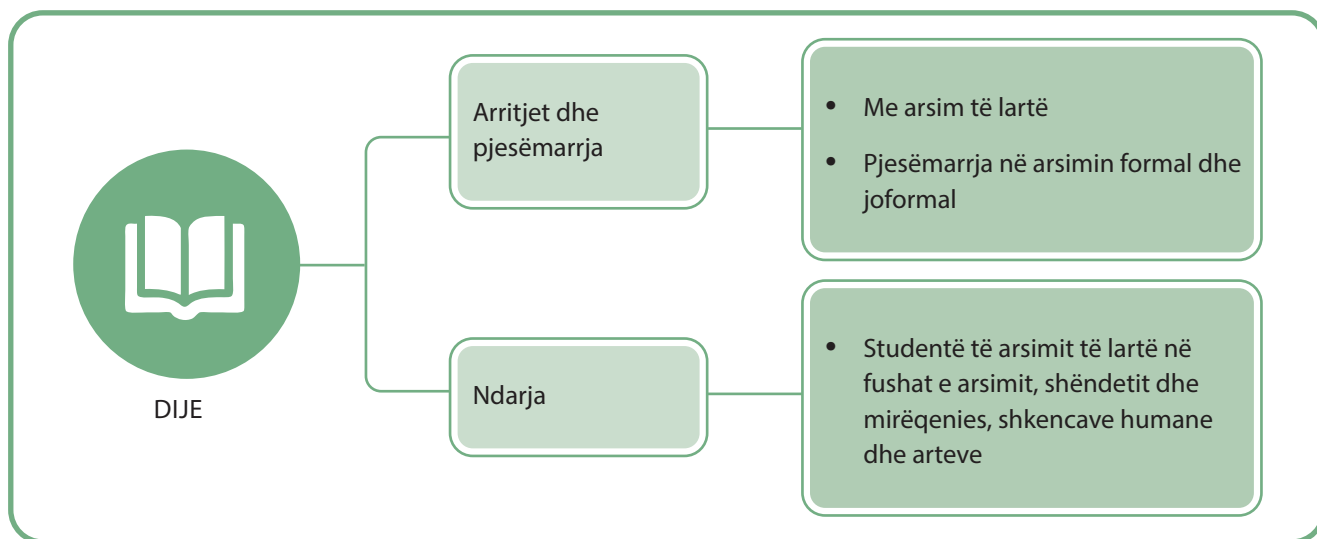 DIJE
Arritjet dhe
pjesëmarrja
• Me arsim të lartë
• Pjesëmarrja në arsimin formal dhe
joformal
Ndarja
• Studentë të arsimit të lartë në
fushat e arsimit, shëndetit dhe
mirëqenies, shkencave humane
dhe arteve